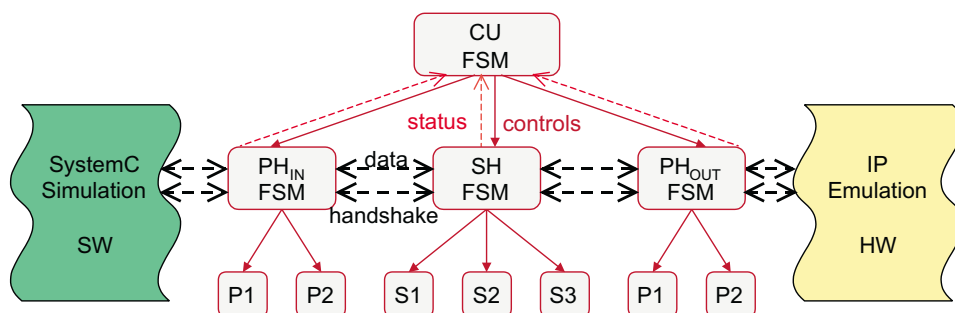 CU
FSM
status
controls
SystemC
Simulation
SW
PH_IN
FSM
data
handshake
SH
FSM
PH_OUT
FSM
IP
Emulation
HW
P1
P2
S1
S2
S3
P1
P2